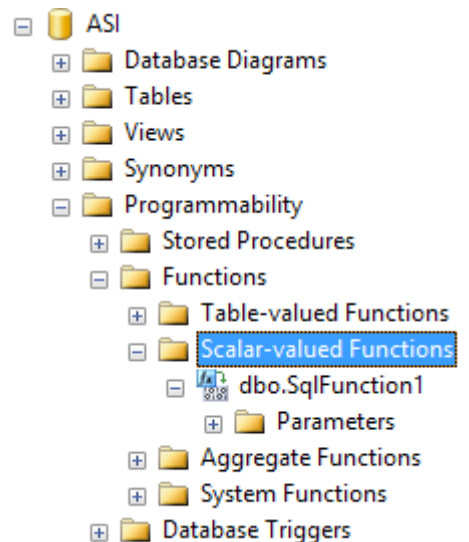 ASI
Database Diagrams
Tables
Views
Synonyms
Programmability
Stored Procedures
Functions
Table-valued Functions
Scalar-valued Functions
dbo.SqlFunction1
Parameters
Aggregate Functions
System Functions
Database Triggers